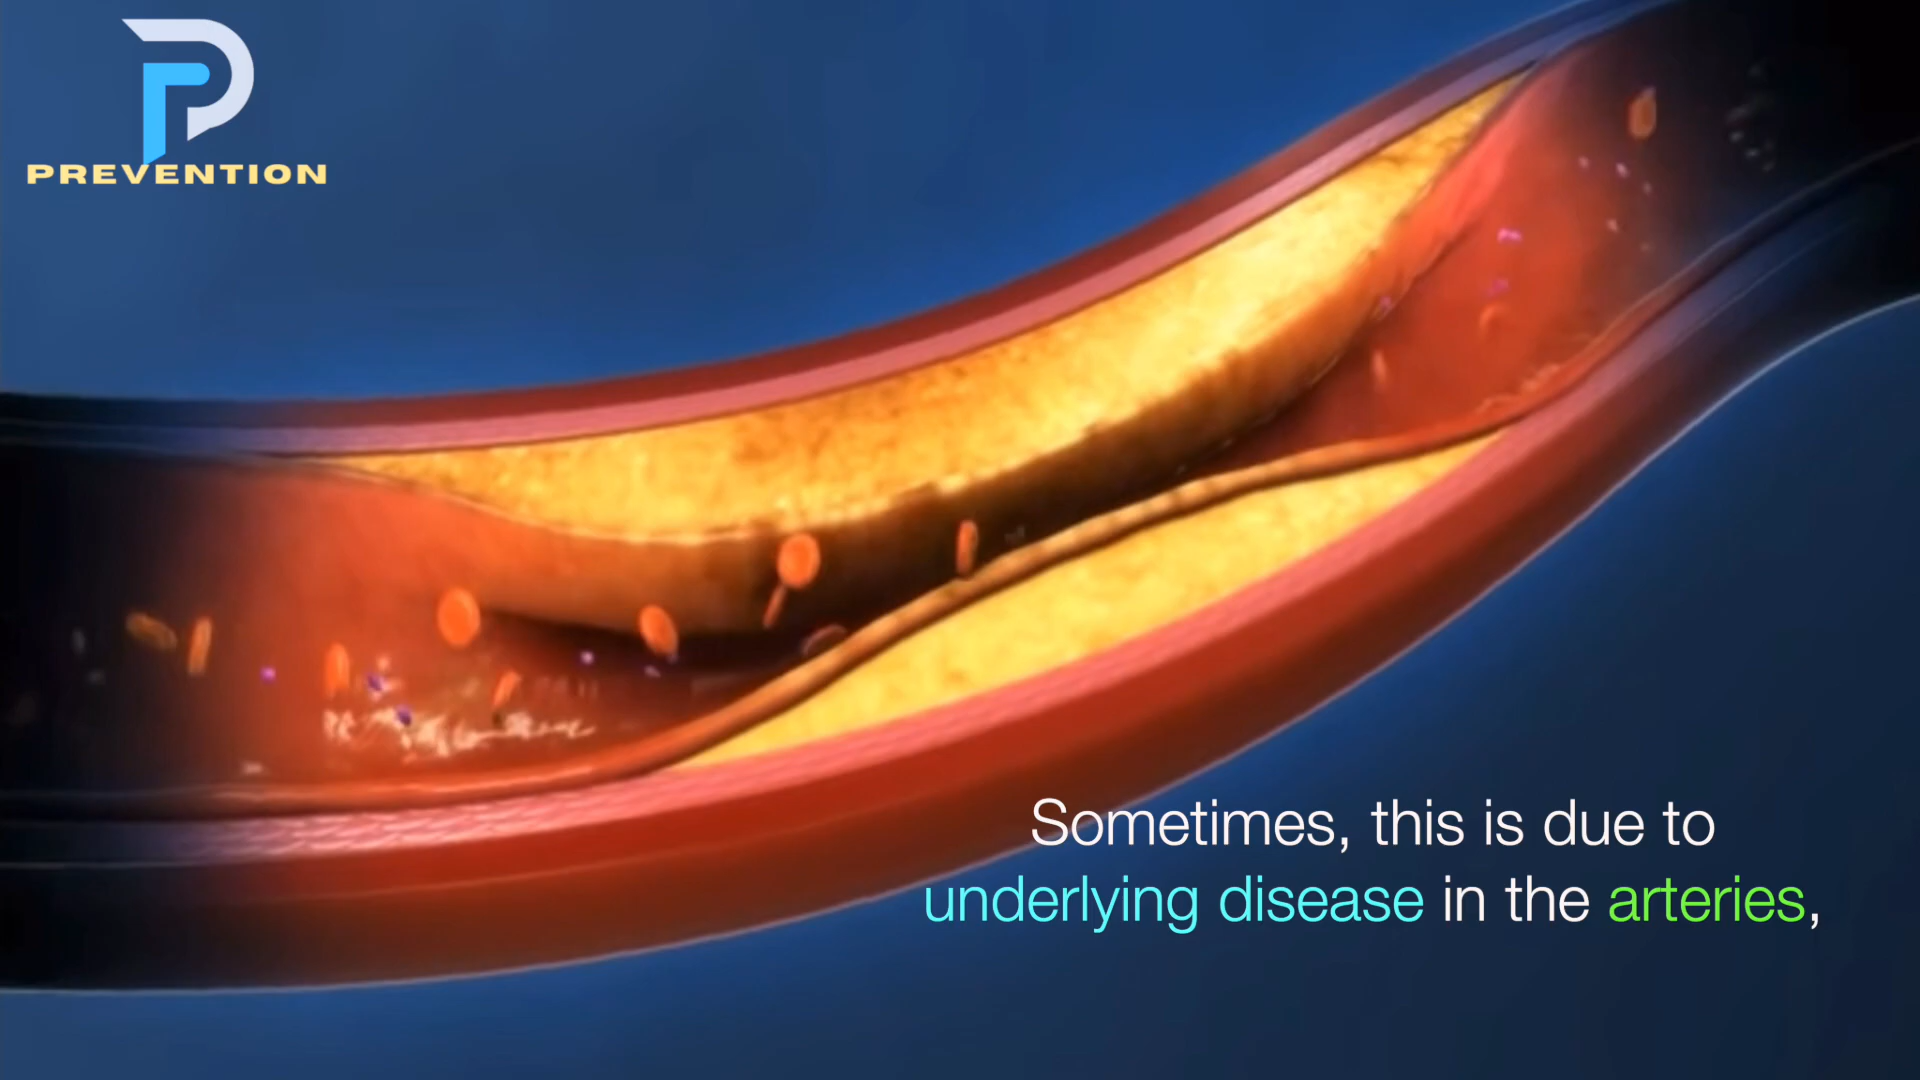 PREVENTION
Sometimes, this is due to
underlying disease in the arteries,